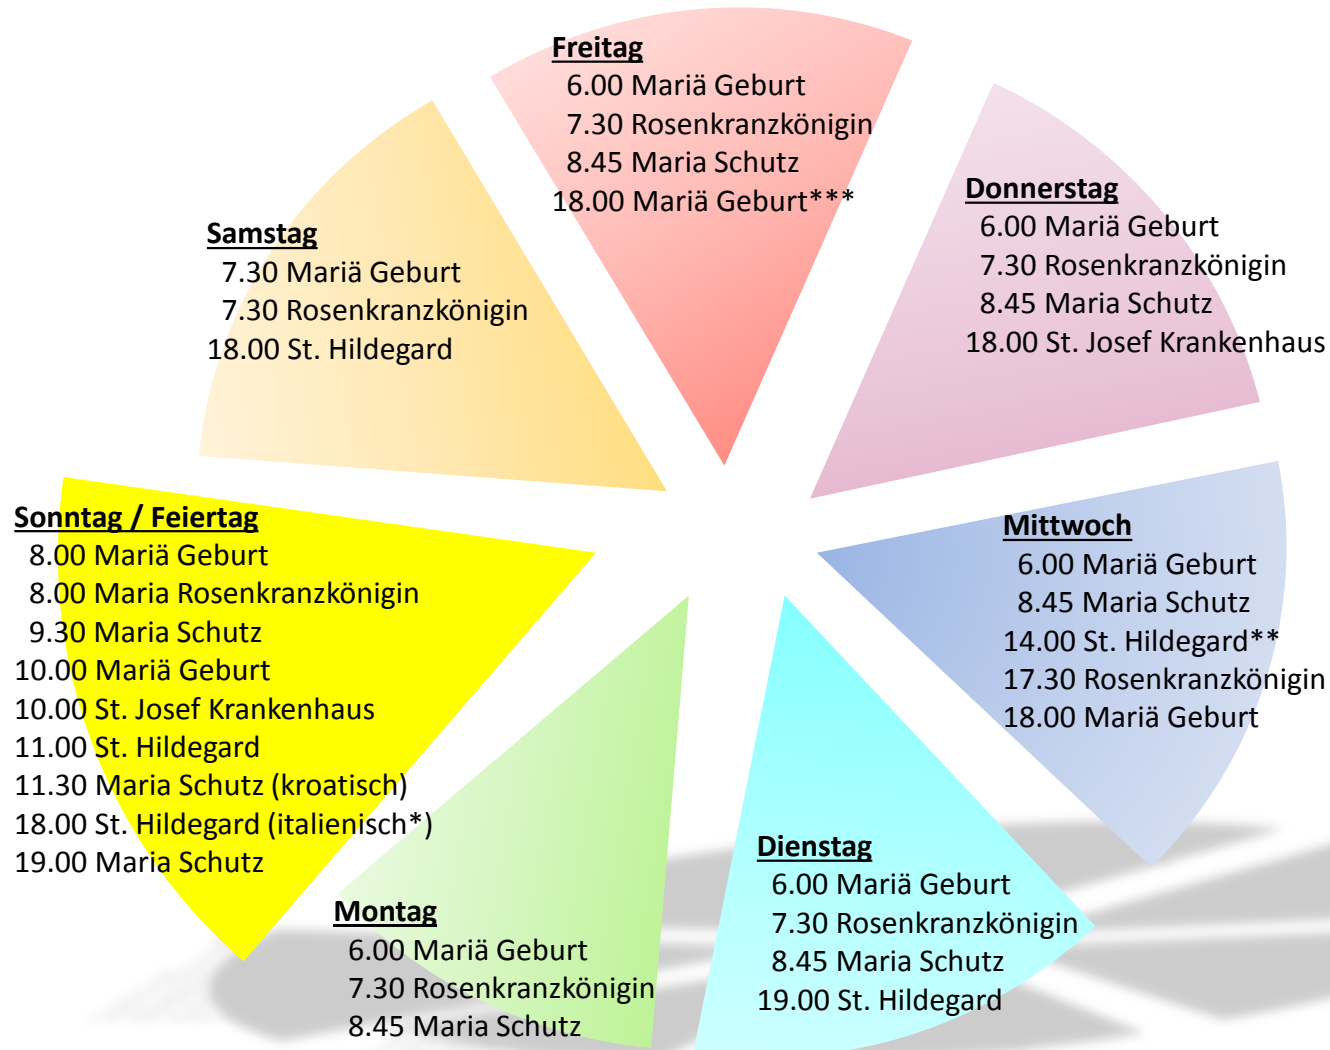 Freitag
6.00 Mariä Geburt
7.30 Rosenkranzkönigin
8.45 Maria Schutz
18.00 Mariä Geburt***
Donnerstag
6.00 Mariä Geburt
7.30 Rosenkranzkönigin
8.45 Maria Schutz
18.00 St. Josef Krankenhaus
Samstag
7.30 Mariä Geburt
7.30 Rosenkranzkönigin
18.00 St. Hildegard
Sonntag / Feiertag
8.00 Mariä Geburt
8.00 Maria Rosenkranzkönigin
9.30 Maria Schutz
10.00 Mariä Geburt
10.00 St. Josef Krankenhaus
11.00 St. Hildegard
11.30 Maria Schutz (kroatisch)
18.00 St. Hildegard (italienisch*)
19.00 Maria Schutz
Mittwoch
6.00 Mariä Geburt
8.45 Maria Schutz
14.00 St. Hildegard**
17.30 Rosenkranzkönigin
18.00 Mariä Geburt
Dienstag
6.00 Mariä Geburt
7.30 Rosenkranzkönigin
8.45 Maria Schutz
19.00 St. Hildegard
Montag
6.00 Mariä Geburt
7.30 Rosenkranzkönigin
8.45 Maria Schutz